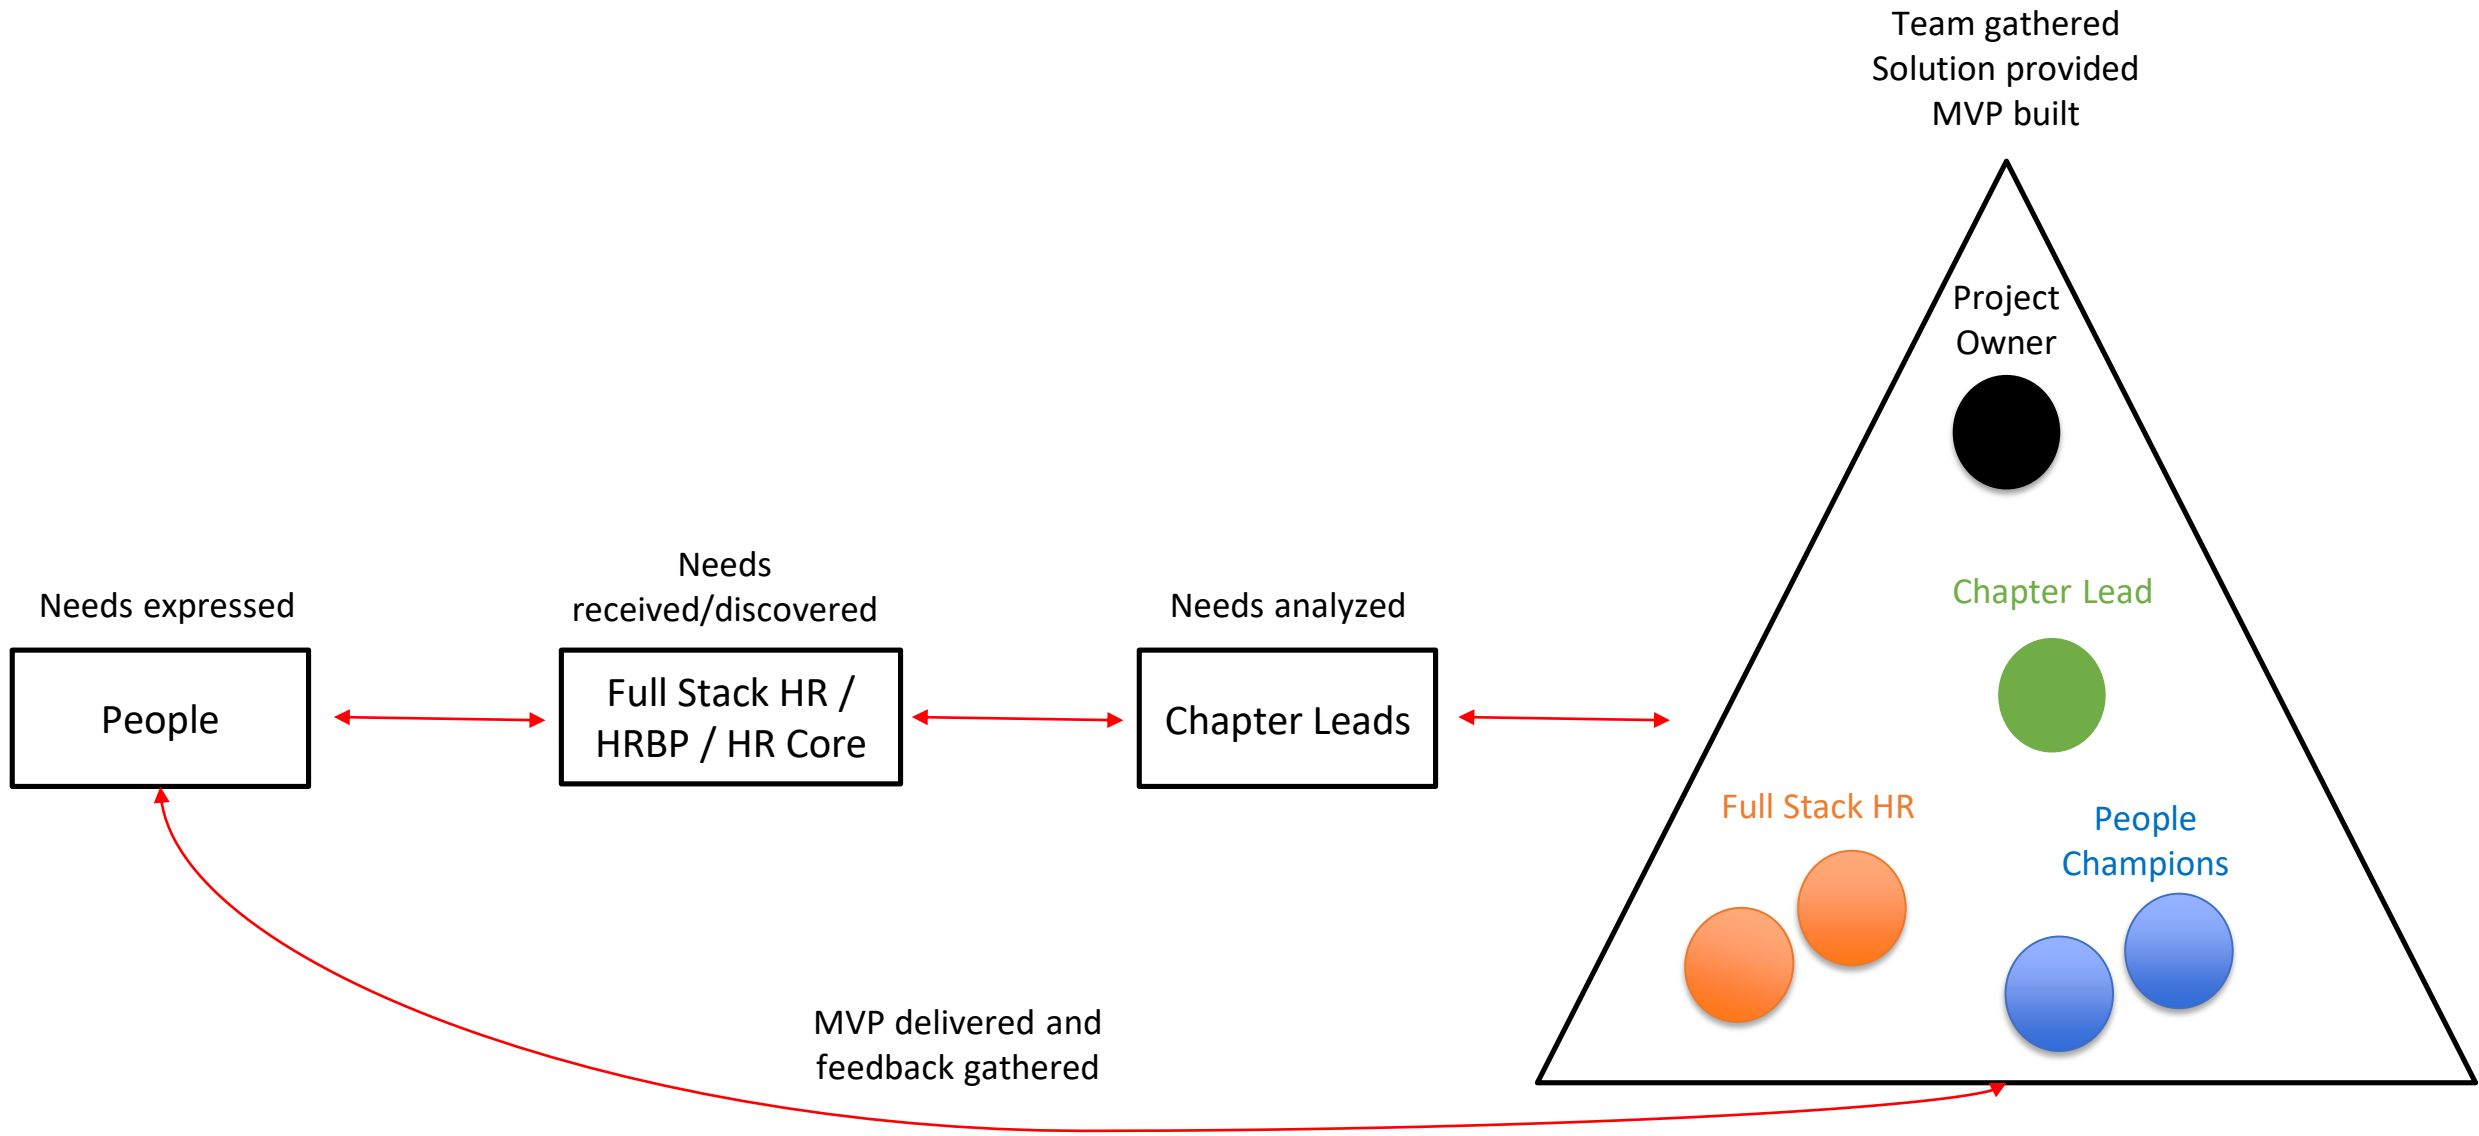 Team gathered
Solution provided
MVP built
Project
Owner
Needs
received/discovered
Needs expressed
Needs analyzed
Chapter Lead
People
Full Stack HR /
HRBP / HR Core
Chapter Leads
Full Stack HR
People
Champions
MVP delivered and
feedback gathered